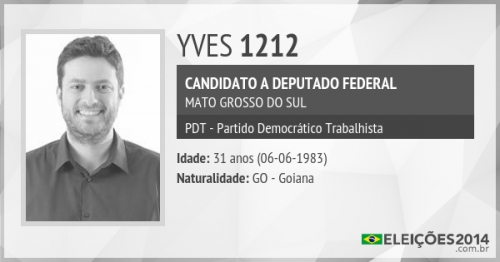 YVES 1212
CANDIDATO A DEPUTADO FEDERAL
MATO GROSSO DO SUL
PDT - Partido Democrático Trabalhista
Idade: 31 anos (06-06-1983)
Naturalidade: GO - Goiana
ELEIÇÕES2014
.com.br